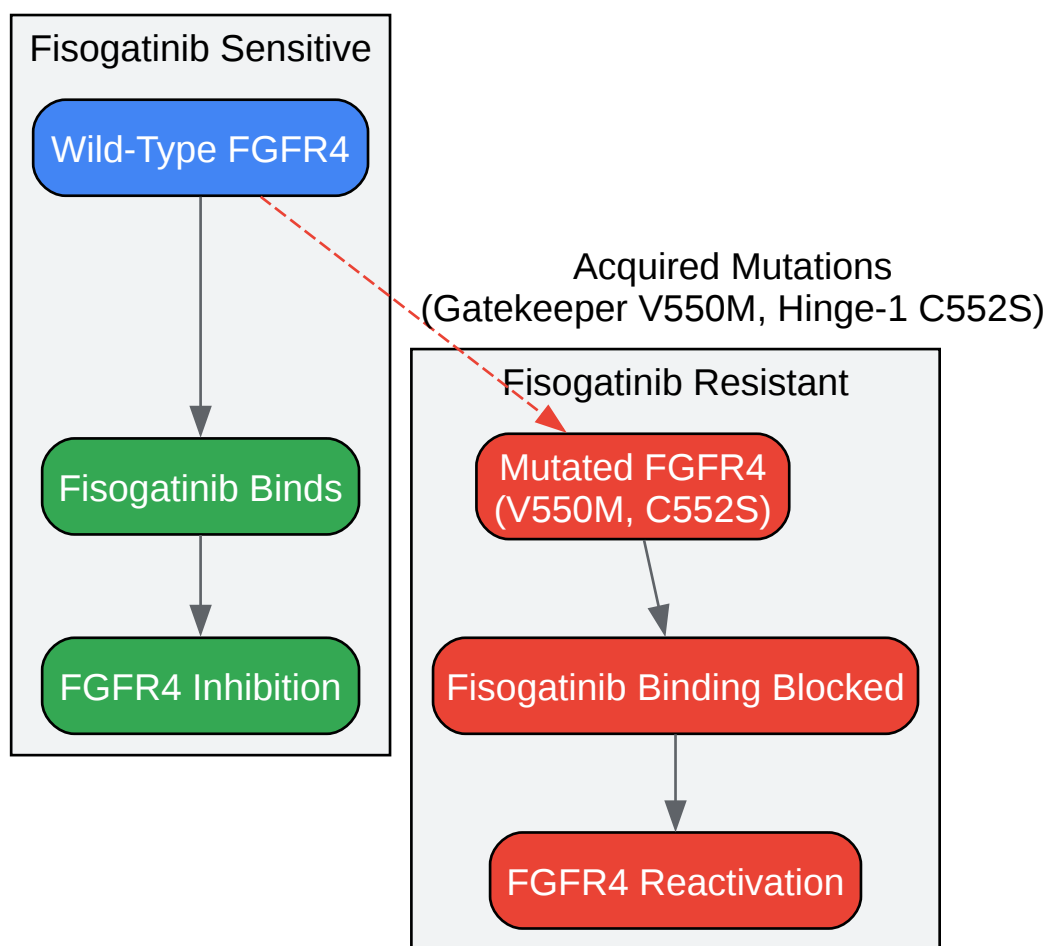 Fisogatinib Sensitive
Wild-Type FGFR4
Fisogatinib Binds
FGFR4 Inhibition
Acquired Mutations
(Gatekeeper V550M, Hinge-1 C552S)
Fisogatinib Resistant
Mutated FGFR4
(V550M, C552S)
Fisogatinib Binding Blocked
FGFR4 Reactivation